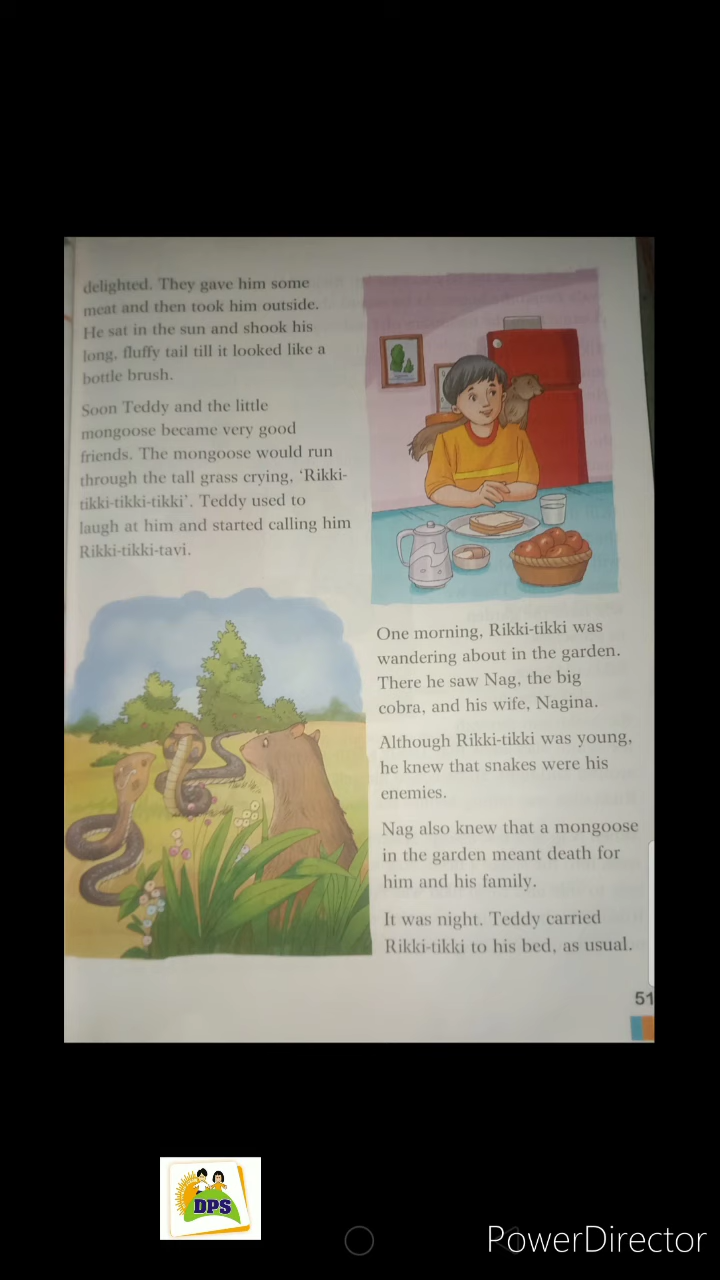 delighted. They gave him some
meat and then took him outside.
He sat in the sun and shook his
long, fluffy tail till it looked like a
bottle brush.
Soon Teddy and the little
mongoose became very good
friends. The mongoose would run
through the tall grass crying, ‘Rikki-
tikki-tikki-tikki’. Teddy used to
laugh at him and started calling him
Rikki-tikki-tavi.
One morning, Rikki-tikki was
wandering about in the garden.
There he saw Nag, the big
cobra, and his wife, Nagina.
Although Rikki-tikki was young,
he knew that snakes were his
enemies.
Nag also knew that a mongoose
in the garden meant death for
him and his family.
It was night. Teddy carried
Rikki-tikki to his bed, as usual.
51
DPS
PowerDirector